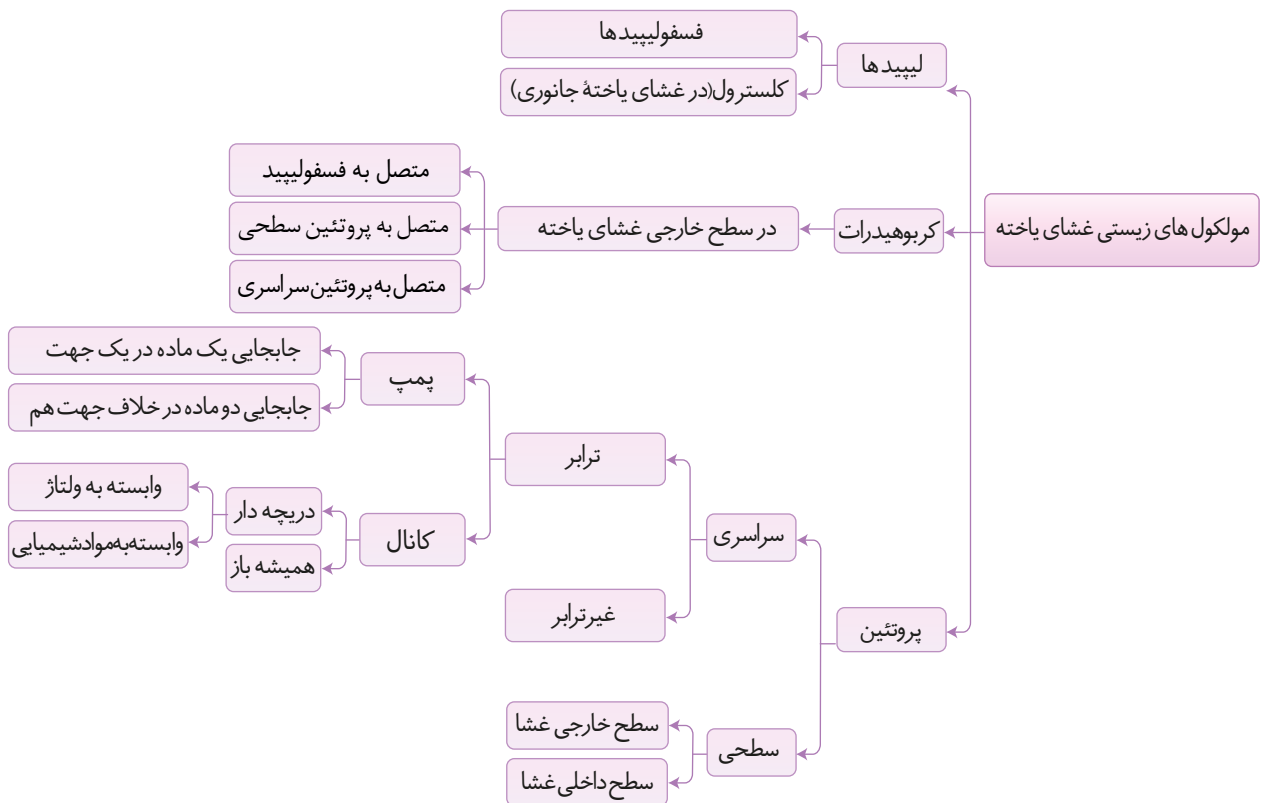 مولکول های زیستی غشای یاخته
لیپیدها
فسفولیپیدها
کلسترول(در غشای یاختهٔ جانوری)
کربوهیدرات
در سطح خارجی غشای یاخته
متصل به فسفولیپید
متصل به پروتئین سطحی
متصل به پروتئین سراسری
پروتئین
سراسری
ترابر
پمپ
جابجایی یک ماده در یک جهت
جابجایی دو ماده در خلاف جهت هم
کانال
دریچه دار
وابسته به ولتاژ
وابسته به مواد شیمیایی
همیشه باز
غیرترابر
سطحی
سطح خارجی غشا
سطح داخلی غشا